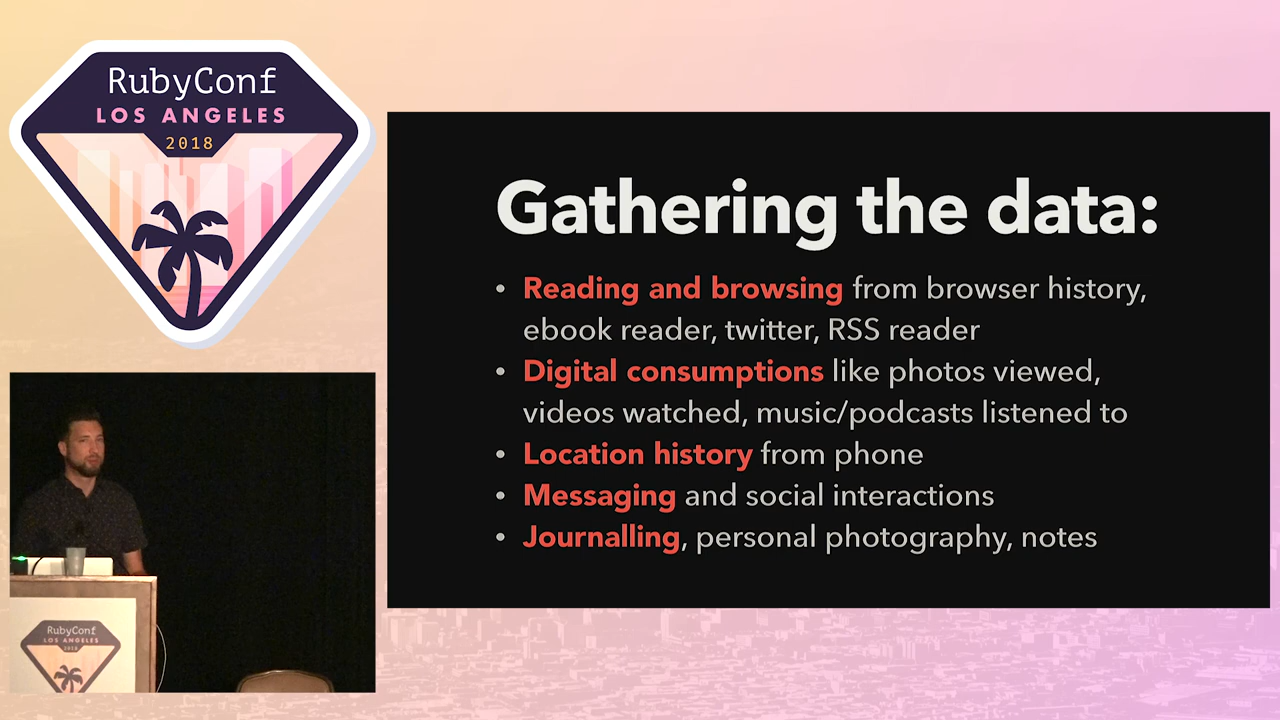 RubyConf
LOS ANGELES
2018
Gathering the data:
• Reading and browsing from browser history,
ebook reader, twitter, RSS reader
• Digital consumptions like photos viewed,
videos watched, music/podcasts listened to
• Location history from phone
• Messaging and social interactions
• Journalling, personal photography, notes
RubyConf
LOS ANGELES
2018